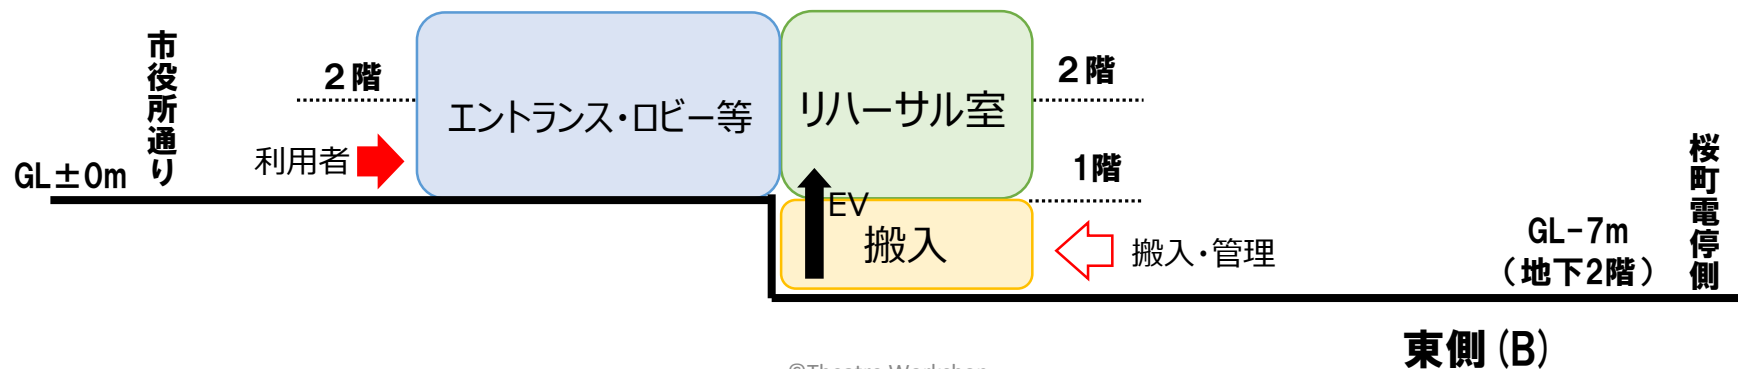 市役所通り
GL±0m
2階
利用者
エントランス・ロビー等
リハーサル室
2階
1階
EV
搬入
搬入・管理
GL-7m
(地下2階)
桜町電停側
東側(B)